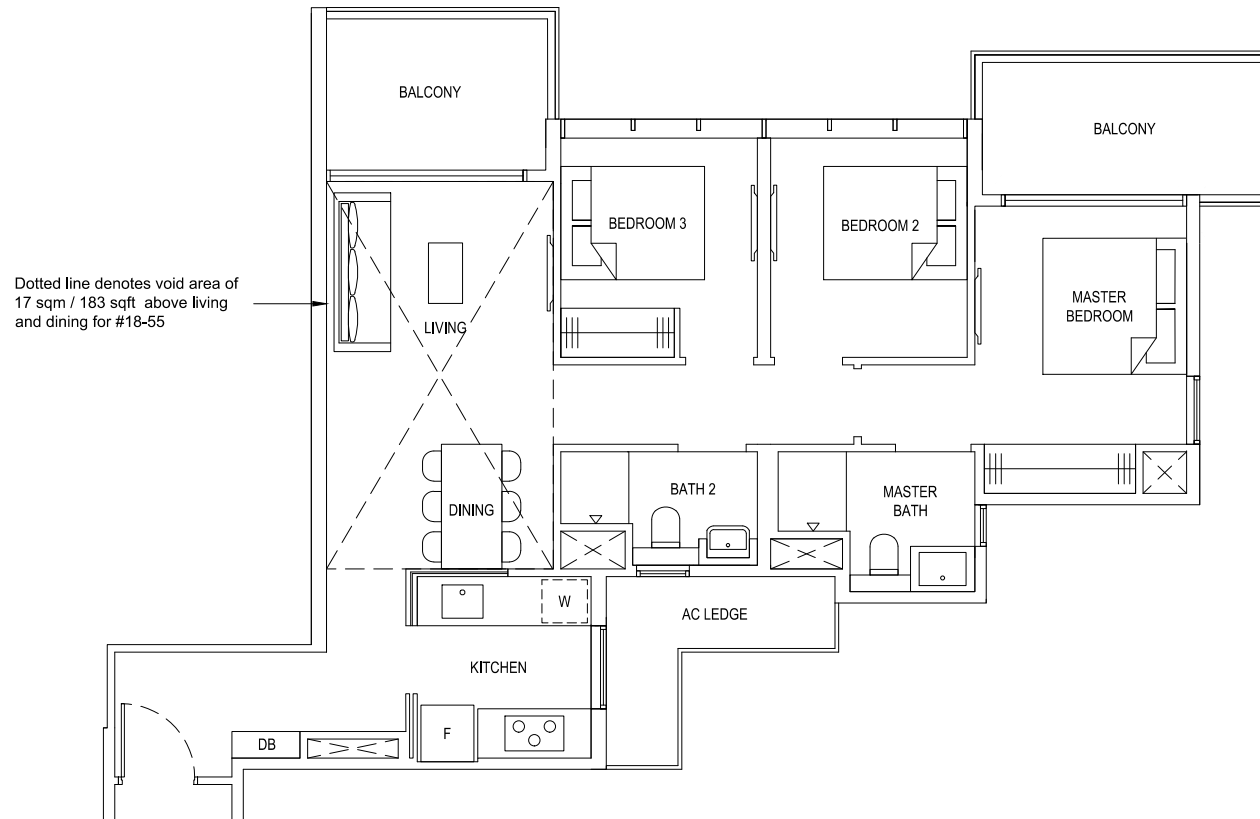 BALCONY
BALCONY
BEDROOM 3
BEDROOM 2
Dotted line denotes void area of
17 sqm / 183 sqft above living
and dining for #18-55
MASTER
BEDROOM
LIVING
BATH 2
MASTER
BATH
DINING
W
AC LEDGE
KITCHEN
F
DB